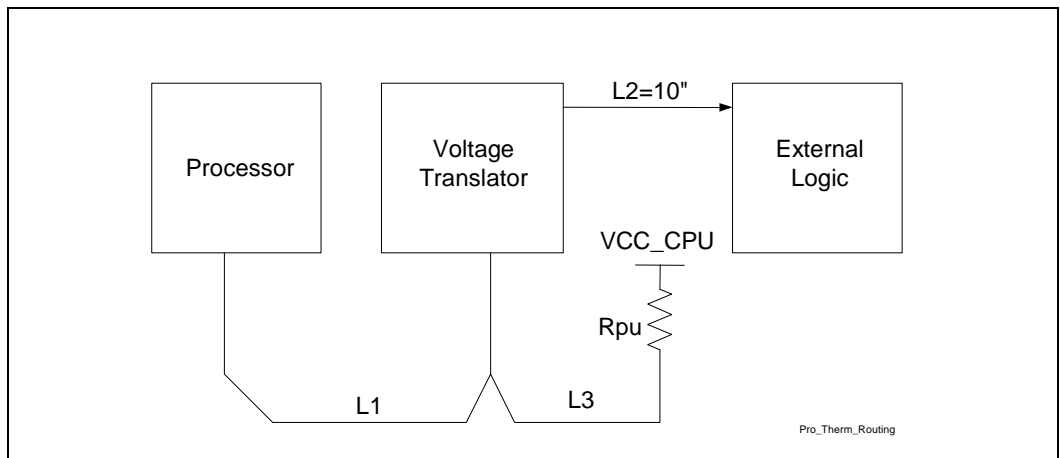 L2=10"
Processor
Voltage
Translator
External
Logic
VCC_CPU
Rpu
L1
L3
Pro_Therm_Routing